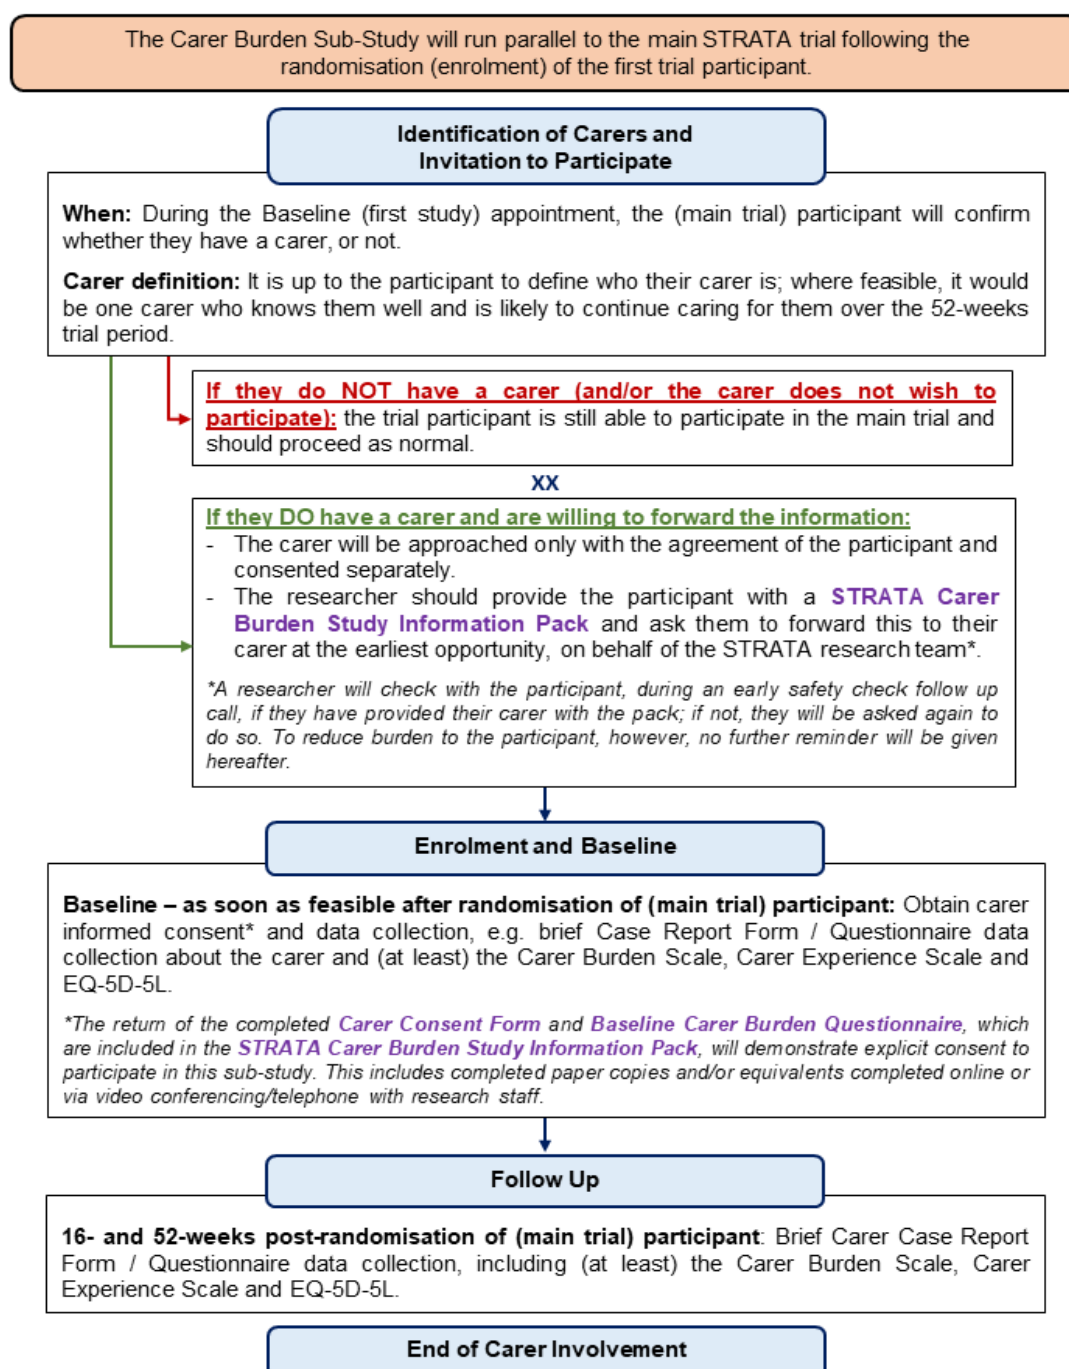 The Carer Burden Sub-Study will run parallel to the main STRATA trial following the
randomisation (enrolment) of the first trial participant.
Identification of Carers and
Invitation to Participate
When: During the Baseline (first study) appointment, the (main trial) participant will confirm
whether they have a carer, or not.
Carer definition: It is up to the participant to define who their carer is; where feasible, it would
be one carer who knows them well and is likely to continue caring for them over the 52-weeks
trial period.
If they do NOT have a carer (and/or the carer does not wish to
participate): the trial participant is still able to participate in the main trial and
should proceed as normal.
XX
If they DO have a carer and are willing to forward the information:
- The carer will be approached only with the agreement of the participant and
consented separately.
- The researcher should provide the participant with a STRATA Carer
Burden Study Information Pack and ask them to forward this to their
carer at the earliest opportunity, on behalf of the STRATA research team*.
*A researcher will check with the participant, during an early safety check follow up
call, if they have provided their carer with the pack; if not, they will be asked again to
do so. To reduce burden to the participant, however, no further reminder will be given
hereafter.
Enrolment and Baseline
Baseline – as soon as feasible after randomisation of (main trial) participant: Obtain carer
informed consent* and data collection, e.g. brief Case Report Form / Questionnaire data
collection about the carer and (at least) the Carer Burden Scale, Carer Experience Scale and
EQ-5D-5L.
*The return of the completed Carer Consent Form and Baseline Carer Burden Questionnaire, which
are included in the STRATA Carer Burden Study Information Pack, will demonstrate explicit consent to
participate in this sub-study. This includes completed paper copies and/or equivalents completed online or
via video conferencing/telephone with research staff.
Follow Up
16- and 52-weeks post-randomisation of (main trial) participant: Brief Carer Case Report
Form / Questionnaire data collection, including (at least) the Carer Burden Scale, Carer
Experience Scale and EQ-5D-5L.
End of Carer Involvement